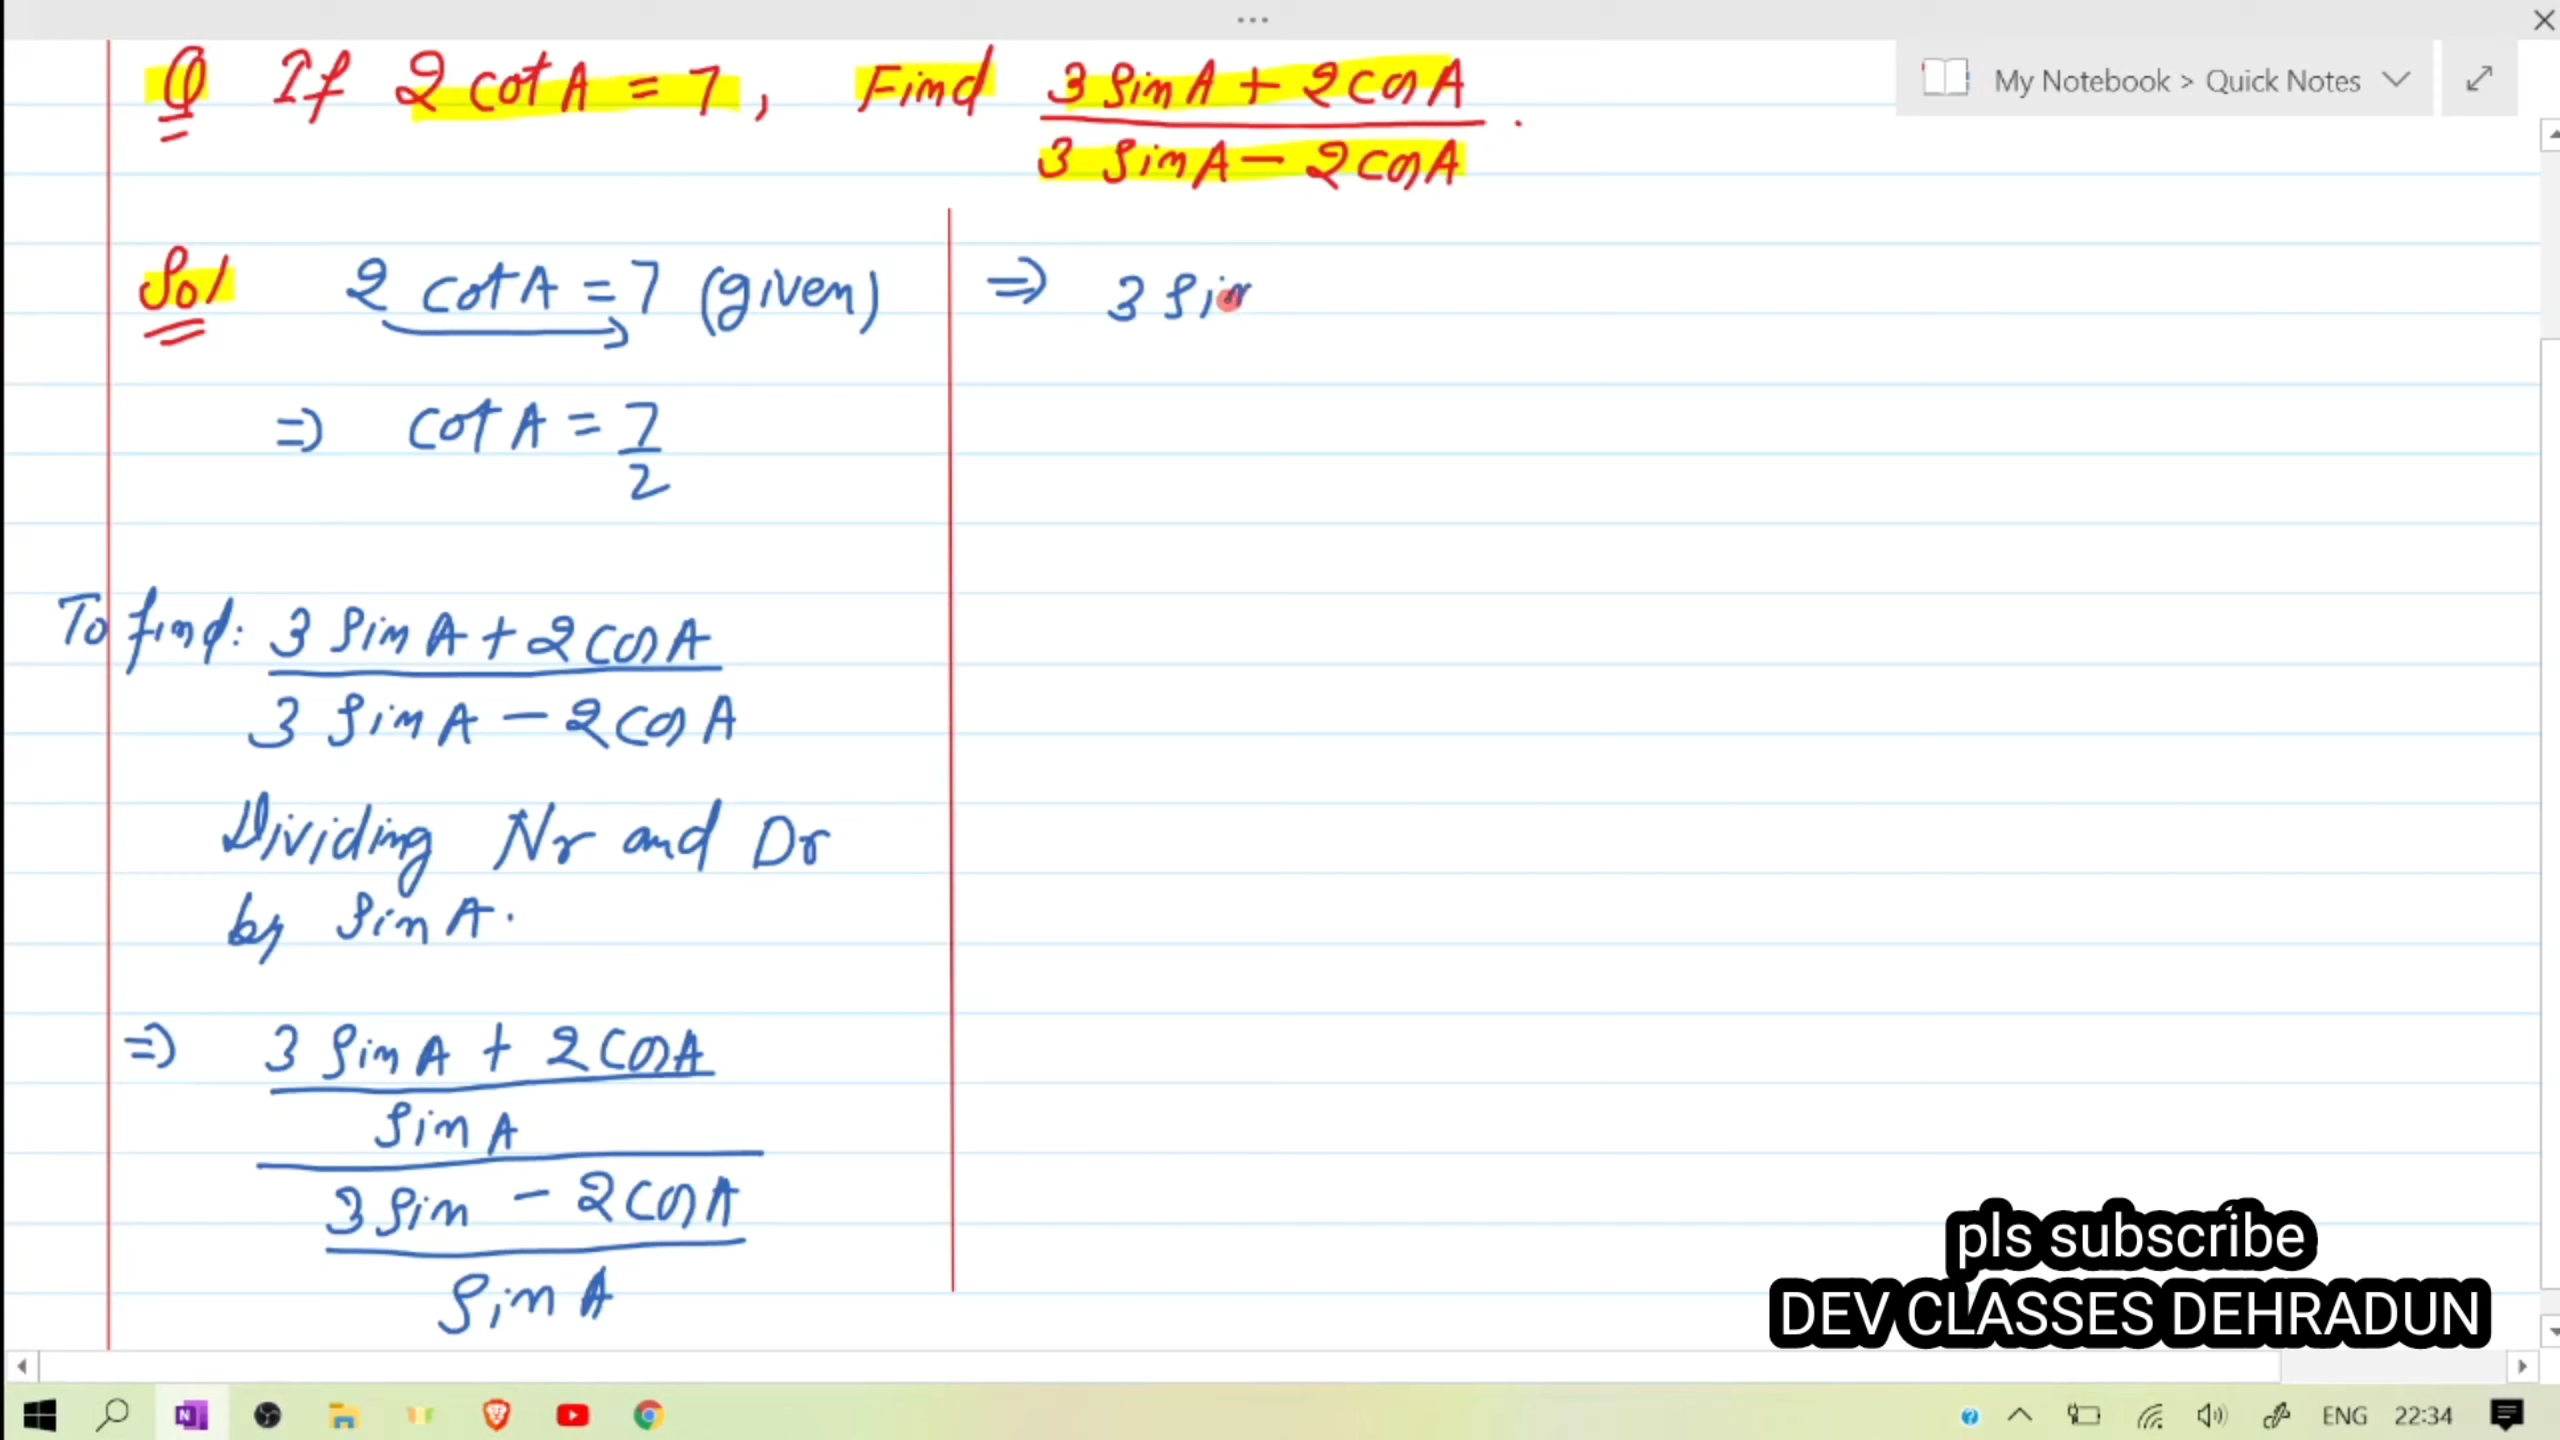 ...
My Notebook > Quick Notes
Q If 2 cot A = 7, Find 3 sin A + 2 cos A
3 sin A - 2 cos A .
Sol 2 cot A = 7 (given)
=> cot A = 7
2
To find: 3 sin A + 2 cos A
3 sin A - 2 cos A
Dividing Nr and Dr
by sin A.
=> 3 sin A + 2 cos A
sin A
3 sin - 2 cos A
sin A
=> 3 sin
pls subscribe
DEV CLASSES DEHRADUN
ENG 22:34